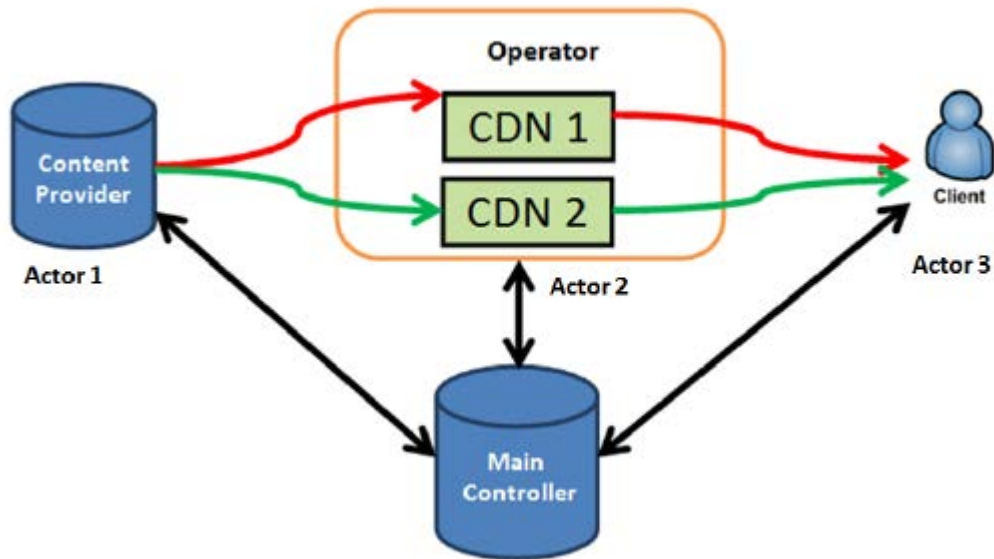 Operator
CDN 1
Content
Provider
CDN 2
Client
Actor 1
Actor 2
Actor 3
Main
Controller